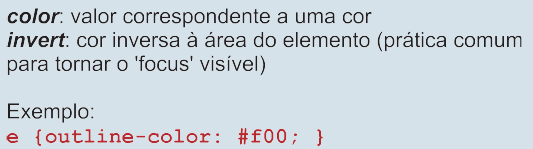 color: valor correspondente a uma cor
invert: cor inversa à área do elemento (prática comum
para tornar o 'focus' visível)
Exemplo:
e {outline-color: #f00; }